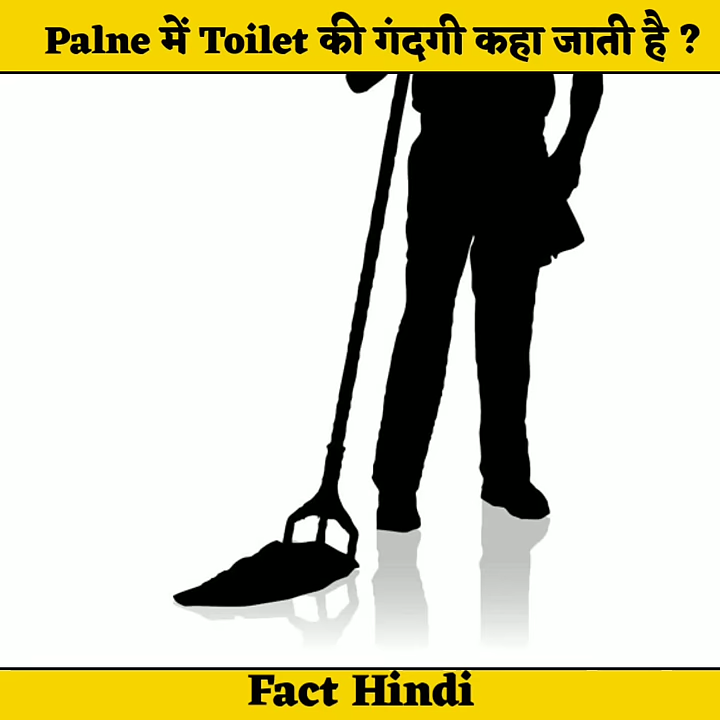 Palne में Toilet की गंदगी कहा जाती है ?
Fact Hindi